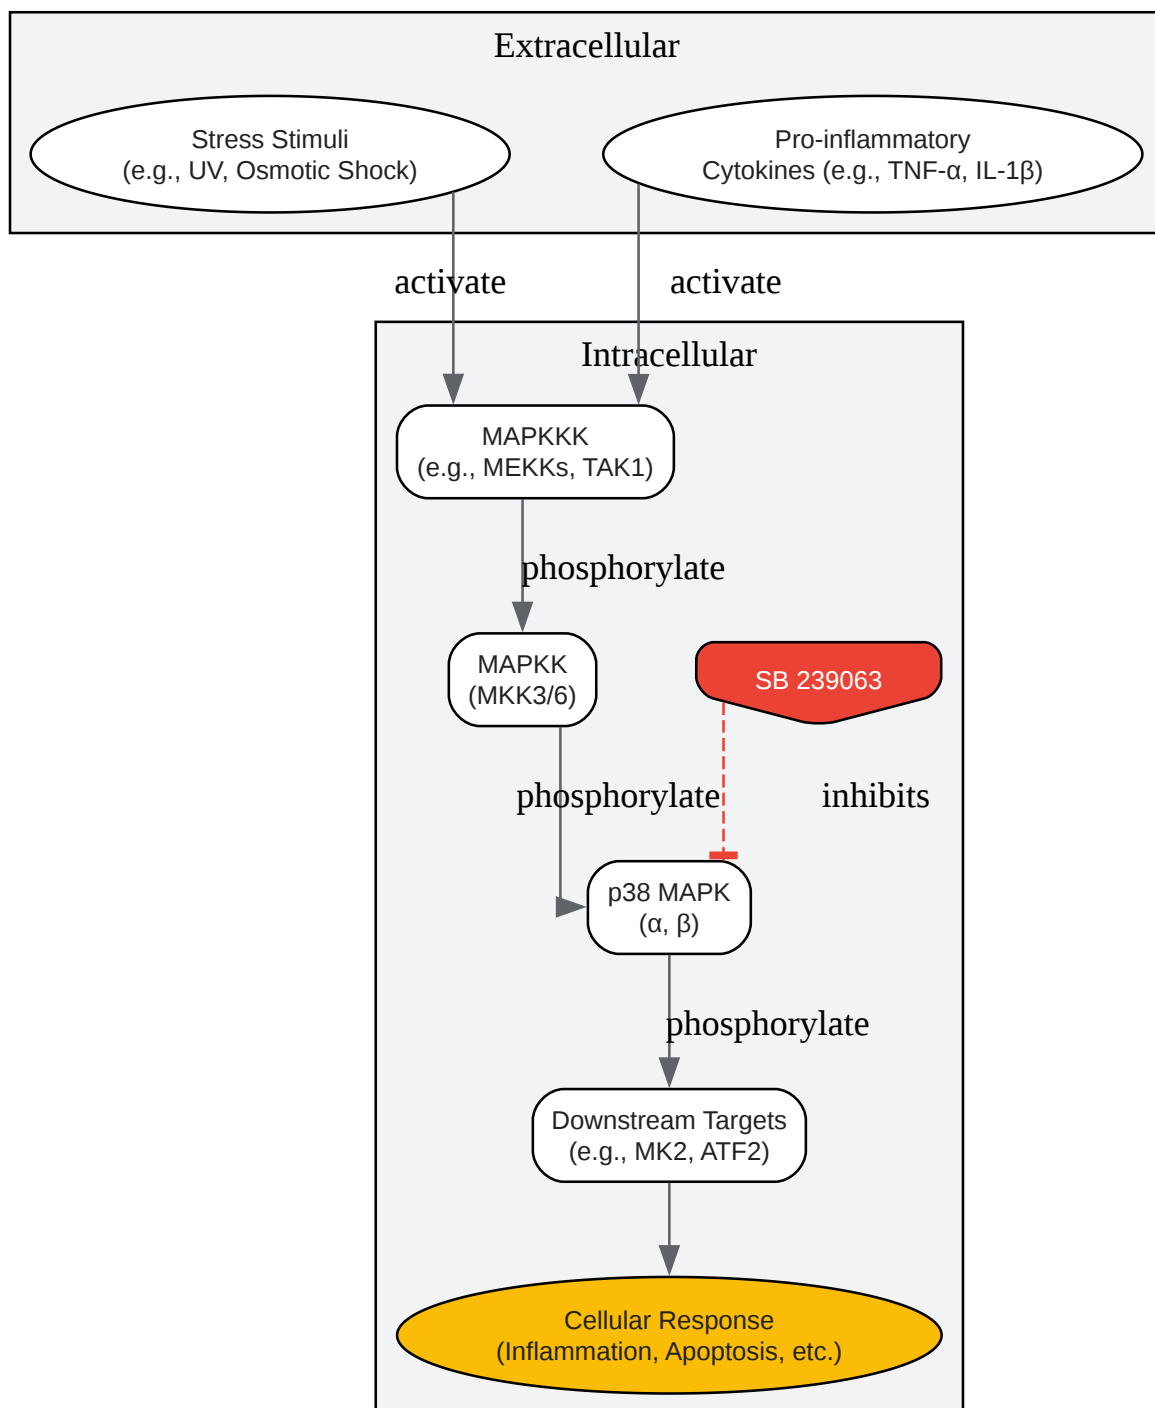 Extracellular
Stress Stimuli
(e.g., UV, Osmotic Shock)
Pro-inflammatory
Cytokines (e.g., TNF-α, IL-1β)
activate
activate
Intracellular
MAPKKK
(e.g., MEKKs, TAK1)
phosphorylate
MAPKK
(MKK3/6)
SB 239063
phosphorylate
inhibits
p38 MAPK
(α, β)
phosphorylate
Downstream Targets
(e.g., MK2, ATF2)
Cellular Response
(Inflammation, Apoptosis, etc.)